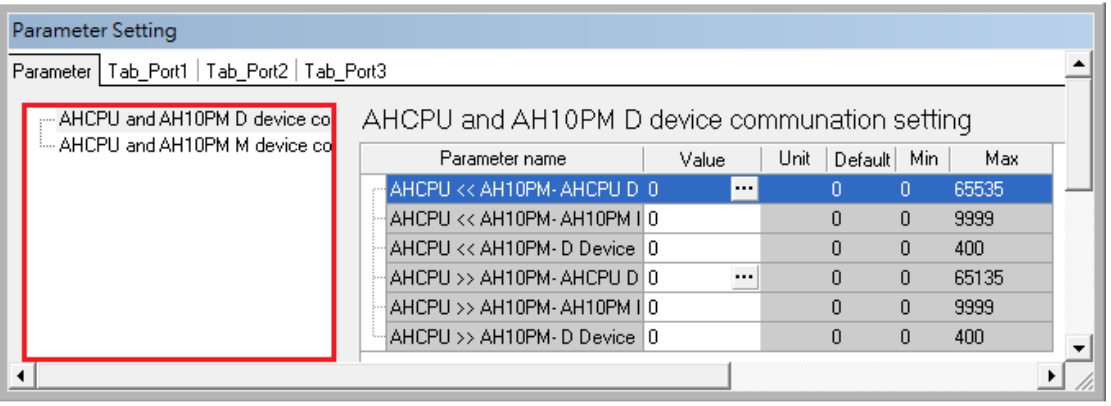 Parameter Setting
Parameter Tab_Port1 Tab_Port2 Tab_Port3
AHCPU and AH10PM D device co
AHCPU and AH10PM M device co
AHCPU and AH10PM D device communation setting
Parameter name Value Unit Default Min Max
AHCPU << AH10PM- AHCPU D 0 ... 0 0 65535
AHCPU << AH10PM- AH10PM I 0 0 0 9999
AHCPU << AH10PM- D Device 0 0 0 400
AHCPU >> AH10PM- AHCPU D 0 ... 0 0 65135
AHCPU >> AH10PM- AH10PM I 0 0 0 9999
AHCPU >> AH10PM- D Device 0 0 0 400